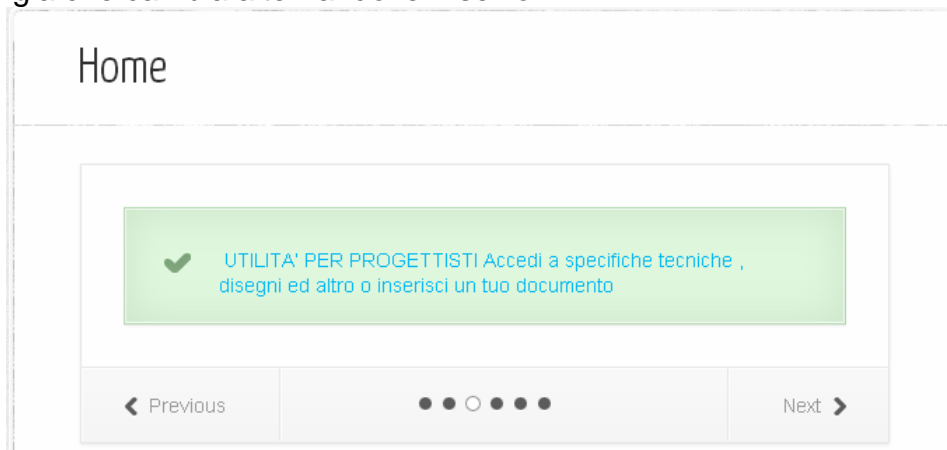 Home
UTILITA' PER PROGETTISTI Accedi a specifiche tecniche ,
disegni ed altro o inserisci un tuo documento
Previous
Next